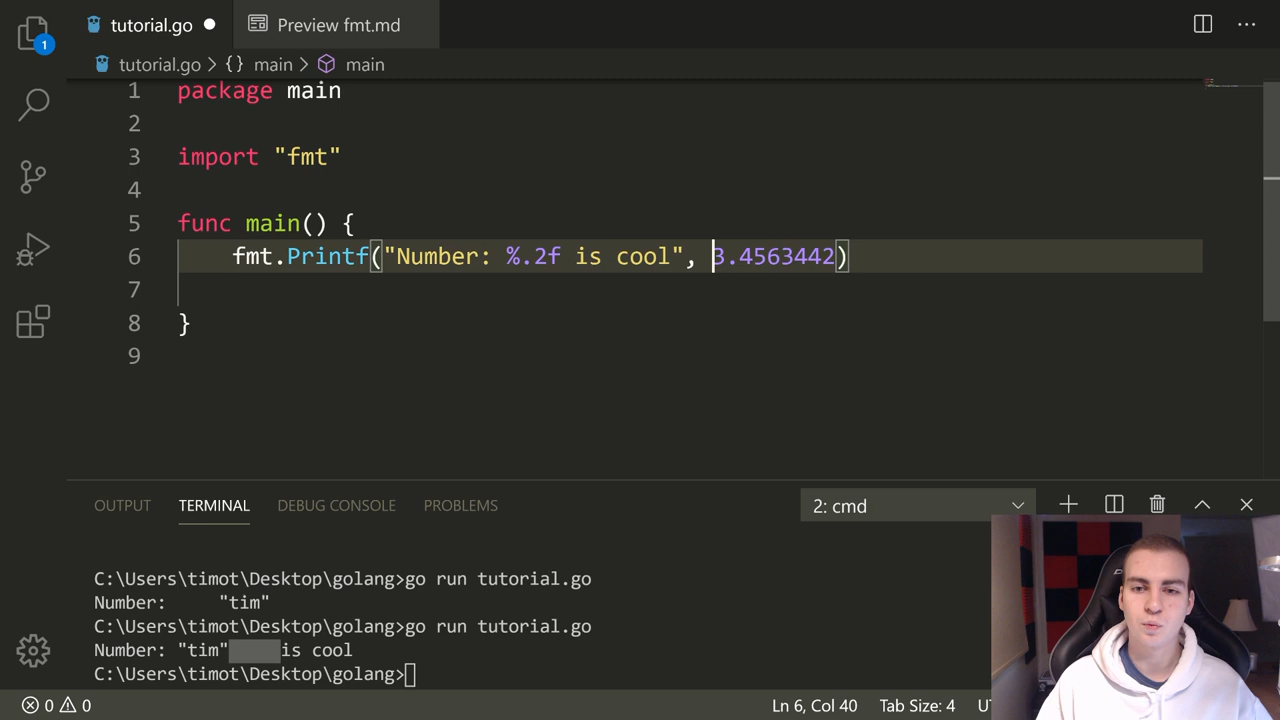 tutorial.go
Preview fmt.md
1
tutorial.go > {} main > main
1 package main
2
3 import "fmt"
4
5 func main() {
6 fmt.Printf("Number: %.2f is cool", 3.4563442)
7
8 }
9
OUTPUT TERMINAL DEBUG CONSOLE PROBLEMS 2: cmd
C:\Users\timot\Desktop\golang>go run tutorial.go
Number:     "tim"
C:\Users\timot\Desktop\golang>go run tutorial.go
Number: "tim"     is cool
C:\Users\timot\Desktop\golang>
0 0 Ln 6, Col 40 Tab Size: 4